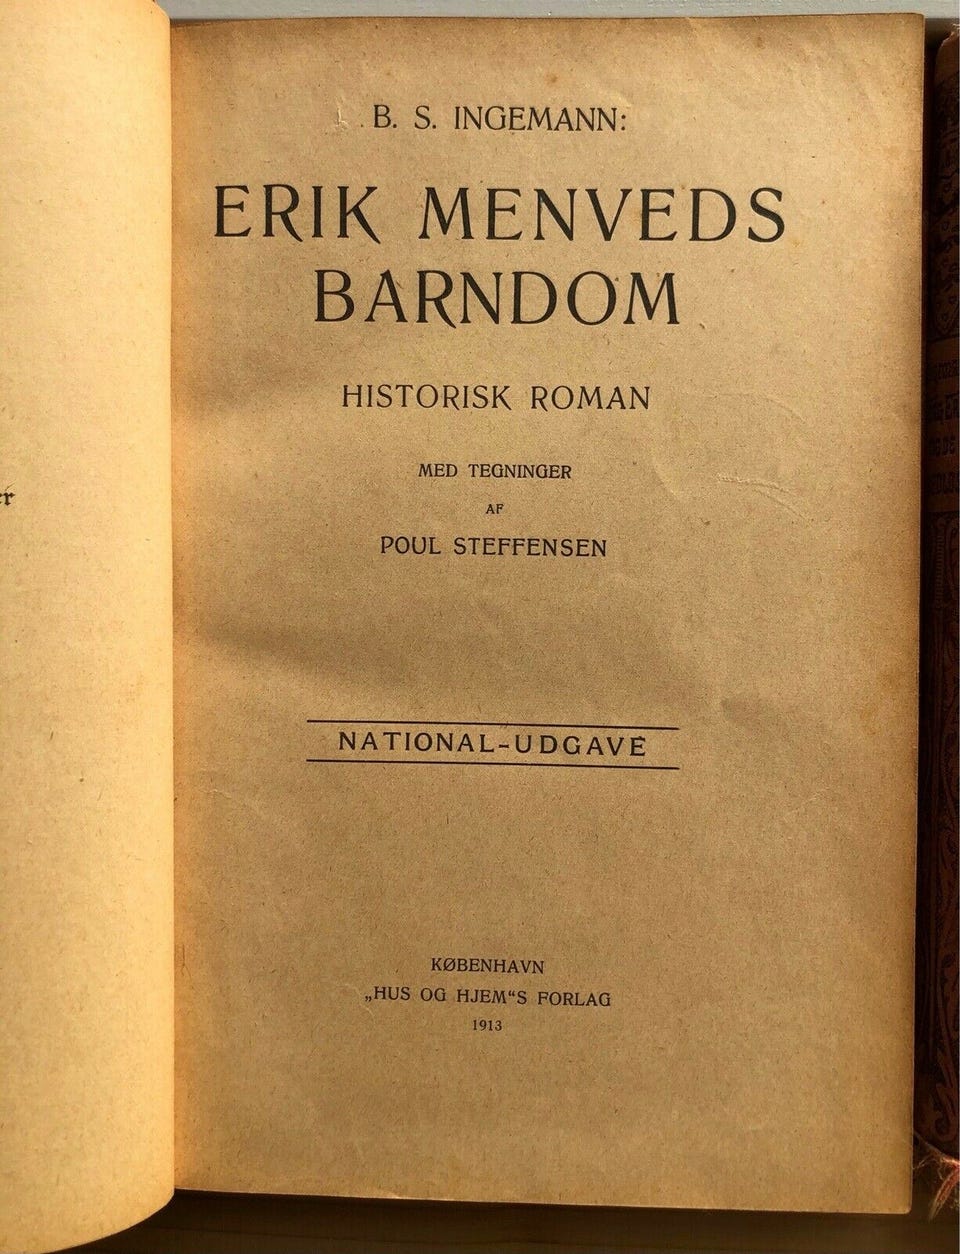 B. S. INGEMANN:
ERIK MENVEDS
BARNDOM
HISTORISK ROMAN
MED TEGNINGER
AF
POUL STEFFENSEN
NATIONAL-UDGAVE
KØBENHAVN
„HUS OG HJEM“S FORLAG
1913